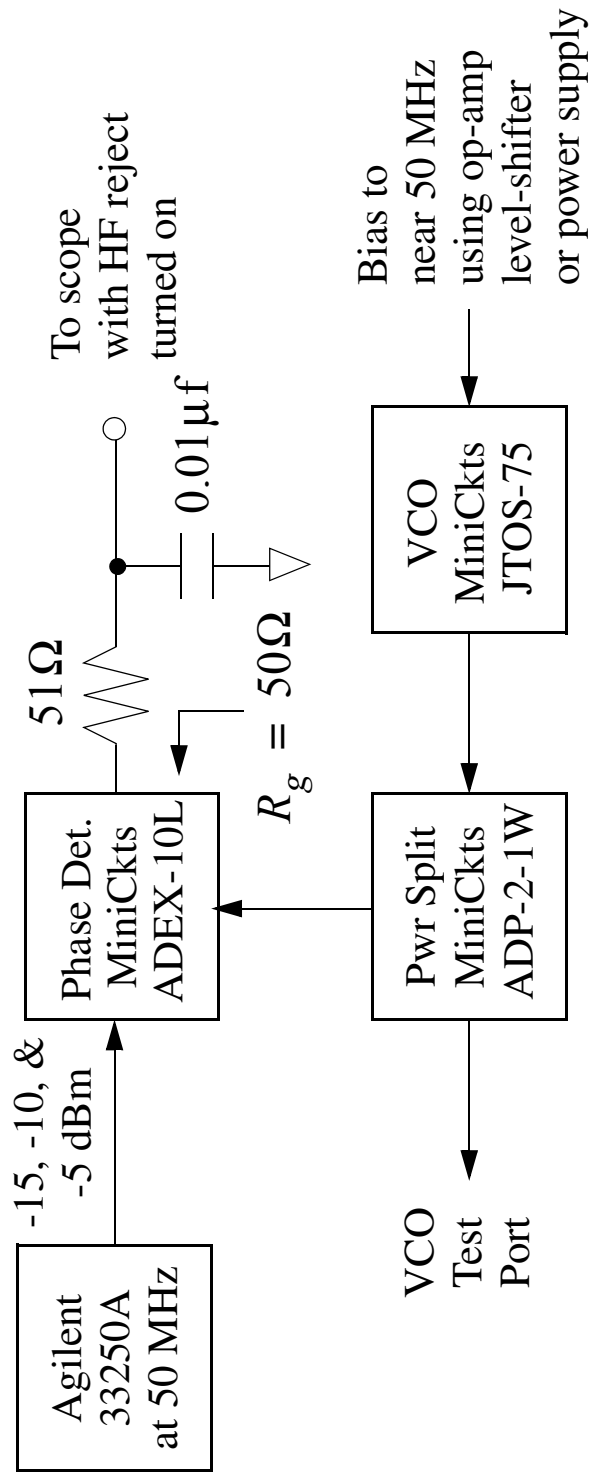 Agilent
33250A
at 50 MHz
-15, -10, &
-5 dBm
Phase Det.
MiniCkts
ADEX-10L
51Ω
To scope
with HF reject
turned on
0.01μf
R_g = 50Ω
VCO
Test
Port
Pwr Split
MiniCkts
ADP-2-1W
VCO
MiniCkts
JTOS-75
Bias to
near 50 MHz
using op-amp
level-shifter
or power supply